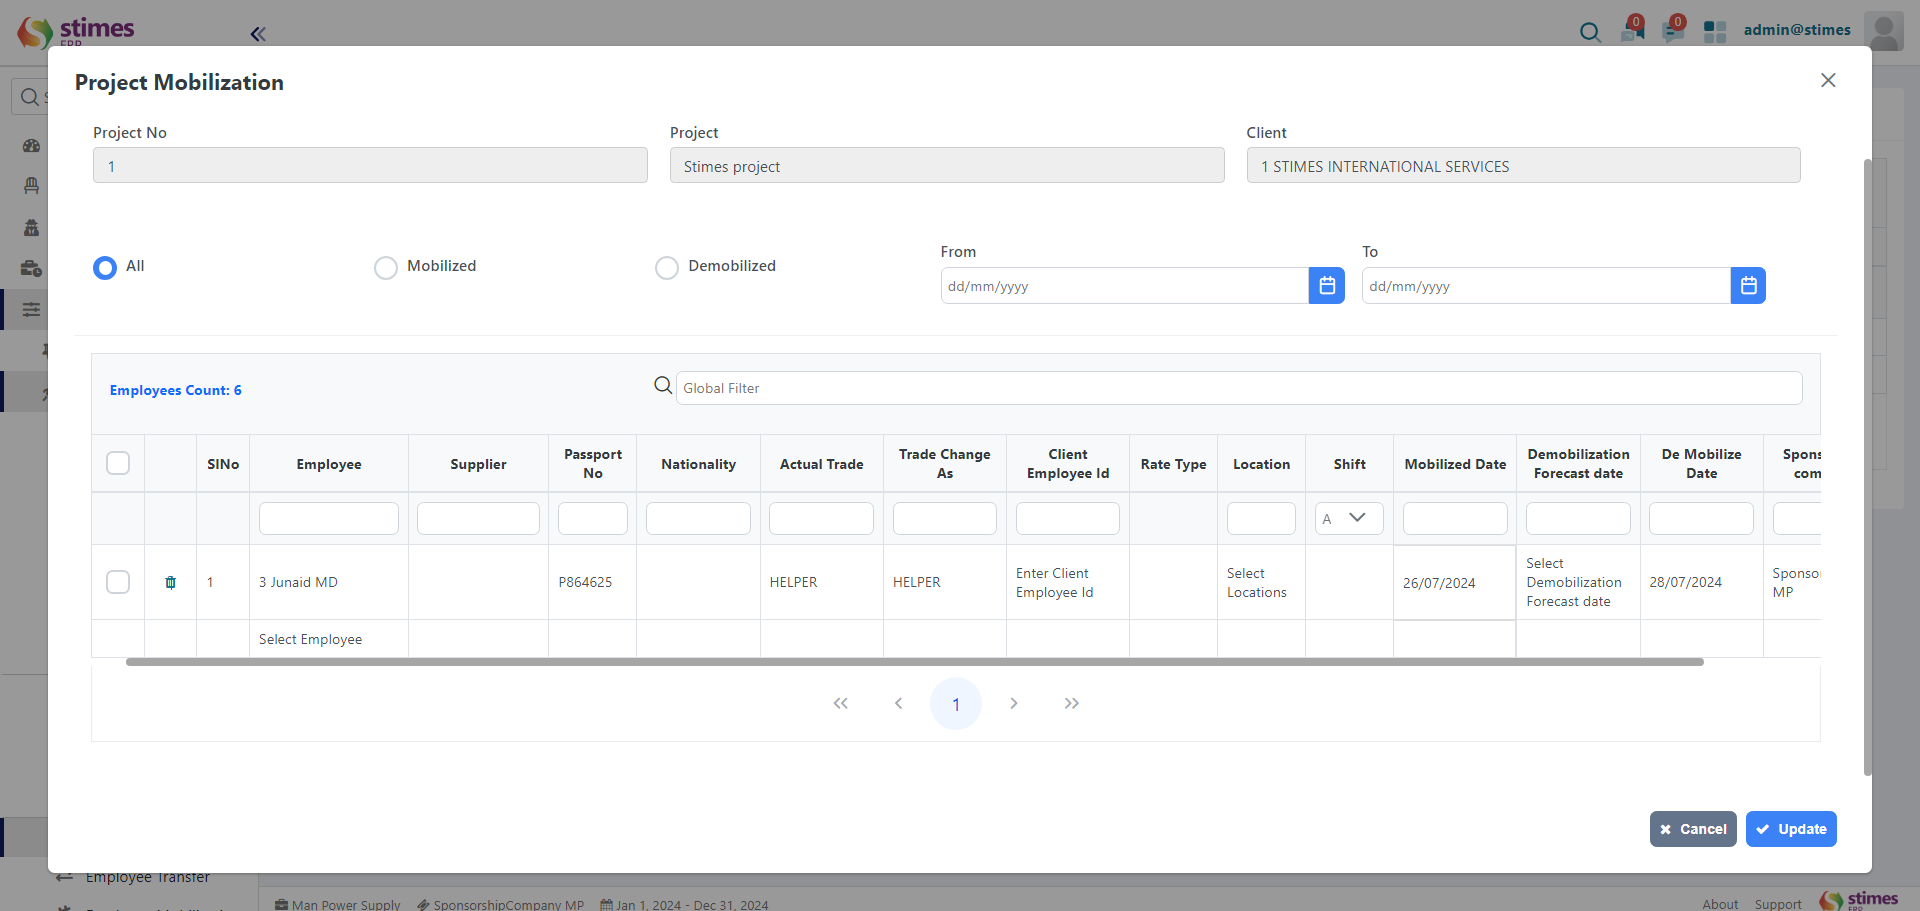 stimes
ERP
0
0
admin@stimes
Project Mobilization
Project No
Project
Client
1
Stimes project
1 STIMES INTERNATIONAL SERVICES
All
Mobilized
Demobilized
From
To
dd/mm/yyyy
dd/mm/yyyy
Employees Count: 6
Global Filter
SlNo
Employee
Supplier
Passport
No
Nationality
Actual Trade
Trade Change
As
Client
Employee Id
Rate Type
Location
Shift
Mobilized Date
Demobilization
Forecast date
De Mobilize
Date
Spons
com
A
1
3 Junaid MD
P864625
HELPER
HELPER
Enter Client
Employee Id
Select
Locations
26/07/2024
Select
Demobilization
Forecast date
28/07/2024
Sponso
MP
Select Employee
1
Cancel
Update
Employee Transfer
Man Power Supply
SponsorshipCompany MP
Jan 1, 2024 - Dec 31, 2024
About
Support
stimes
ERP